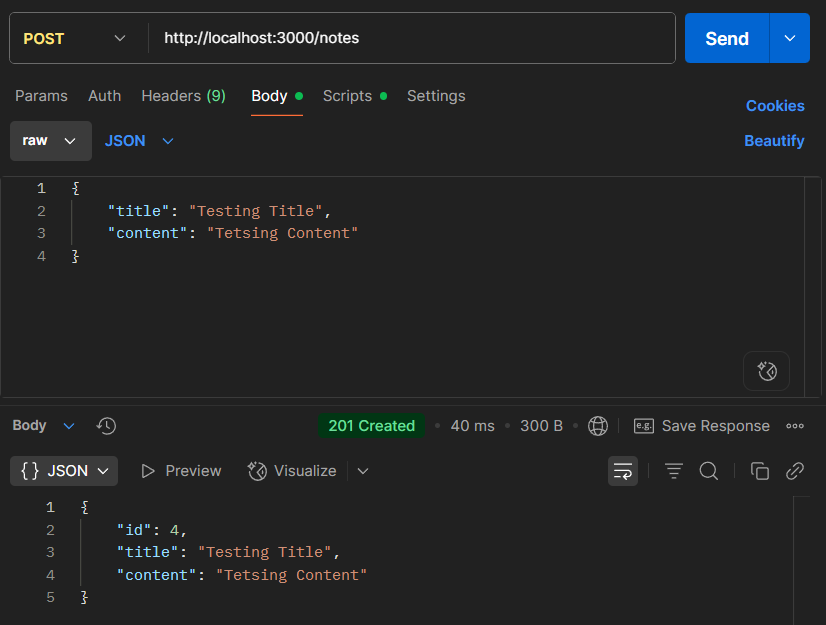 POST http://localhost:3000/notes Send
Params Auth Headers (9) Body Scripts Settings Cookies
raw JSON Beautify
1 {
2 "title": "Testing Title",
3 "content": "Tetsing Content"
4 }
Body 201 Created 40 ms 300 B e.g. Save Response
{} JSON Preview Visualize
1 {
2 "id": 4,
3 "title": "Testing Title",
4 "content": "Tetsing Content"
5 }